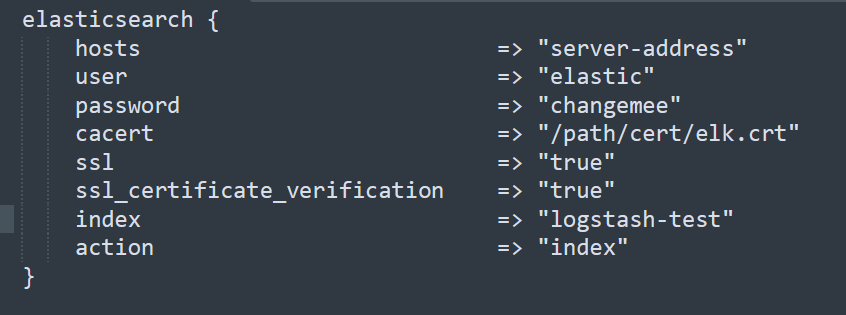 elasticsearch {
hosts => "server-address"
user => "elastic"
password => "changemee"
cacert => "/path/cert/elk.crt"
ssl => "true"
ssl_certificate_verification => "true"
index => "logstash-test"
action => "index"
}